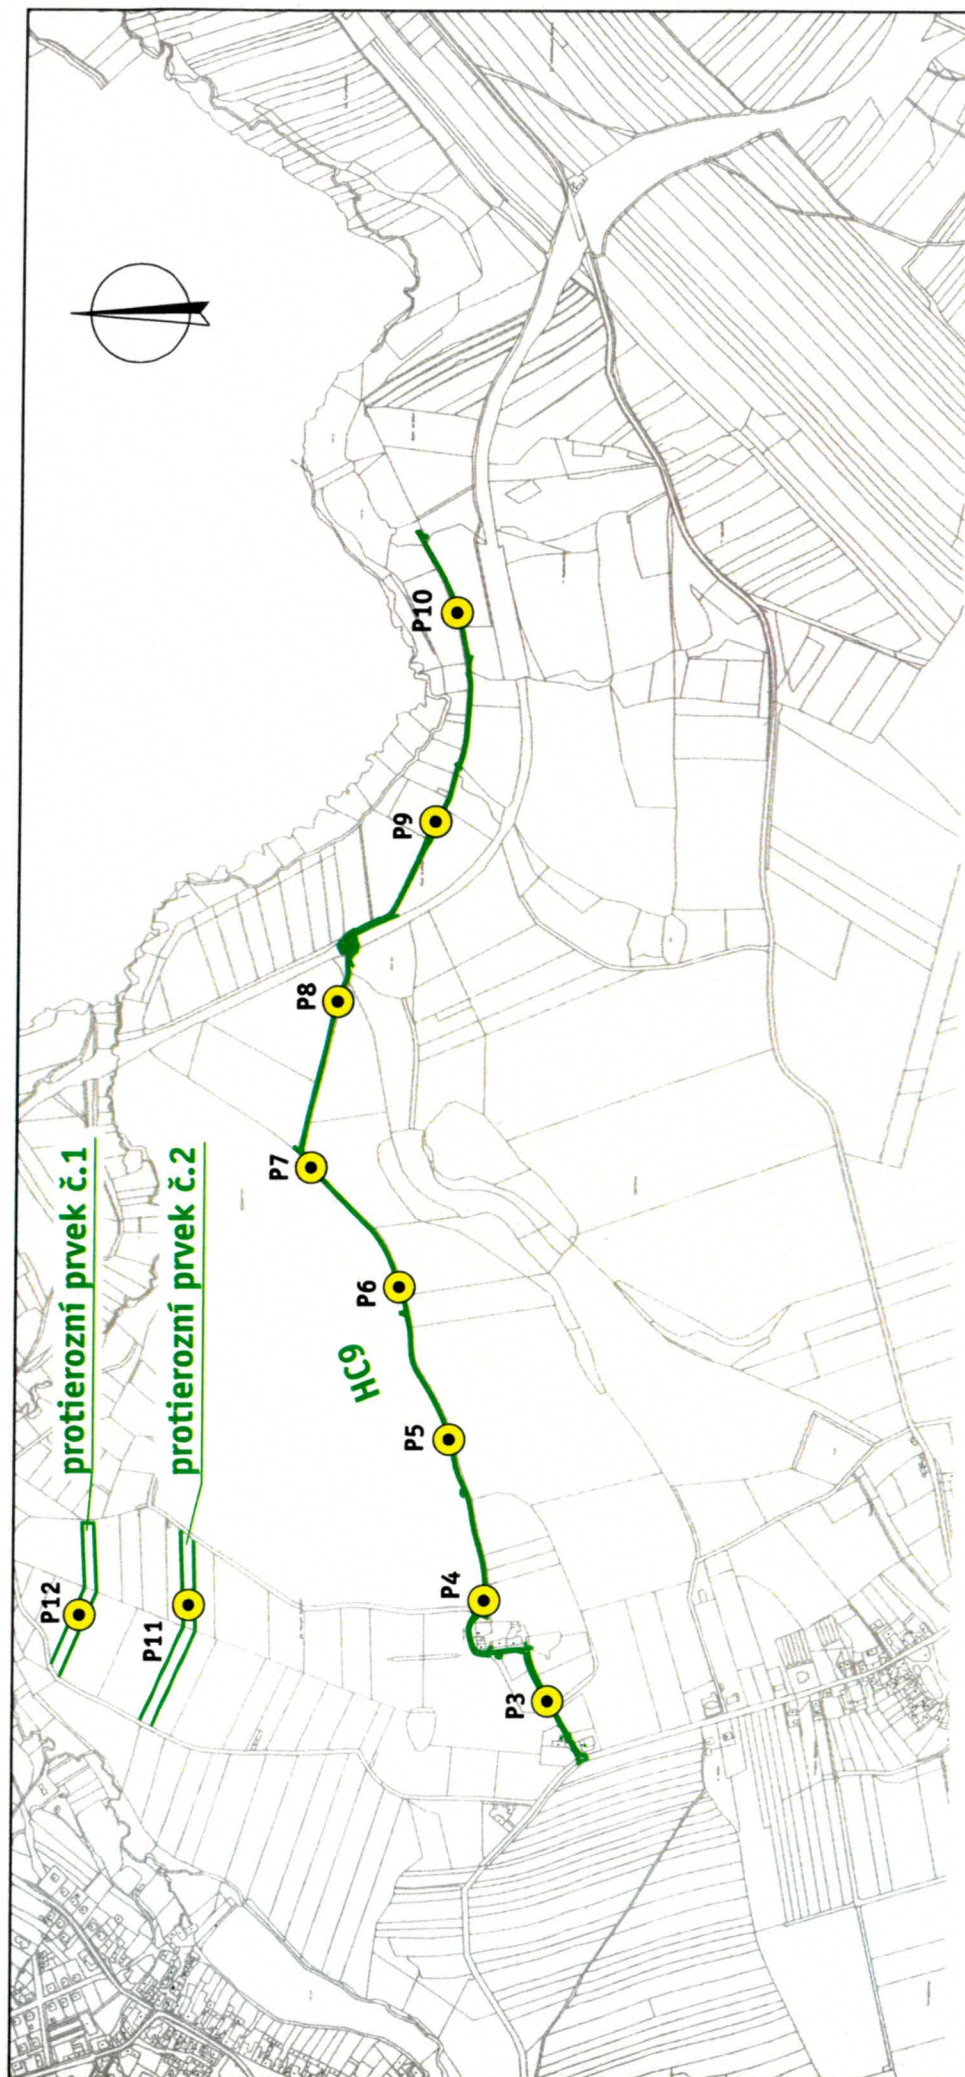 protierozní prvek č.1
protierozní prvek č.2
P12
P11
HC9
P3
P4
P5
P6
P7
P8
P9
P10